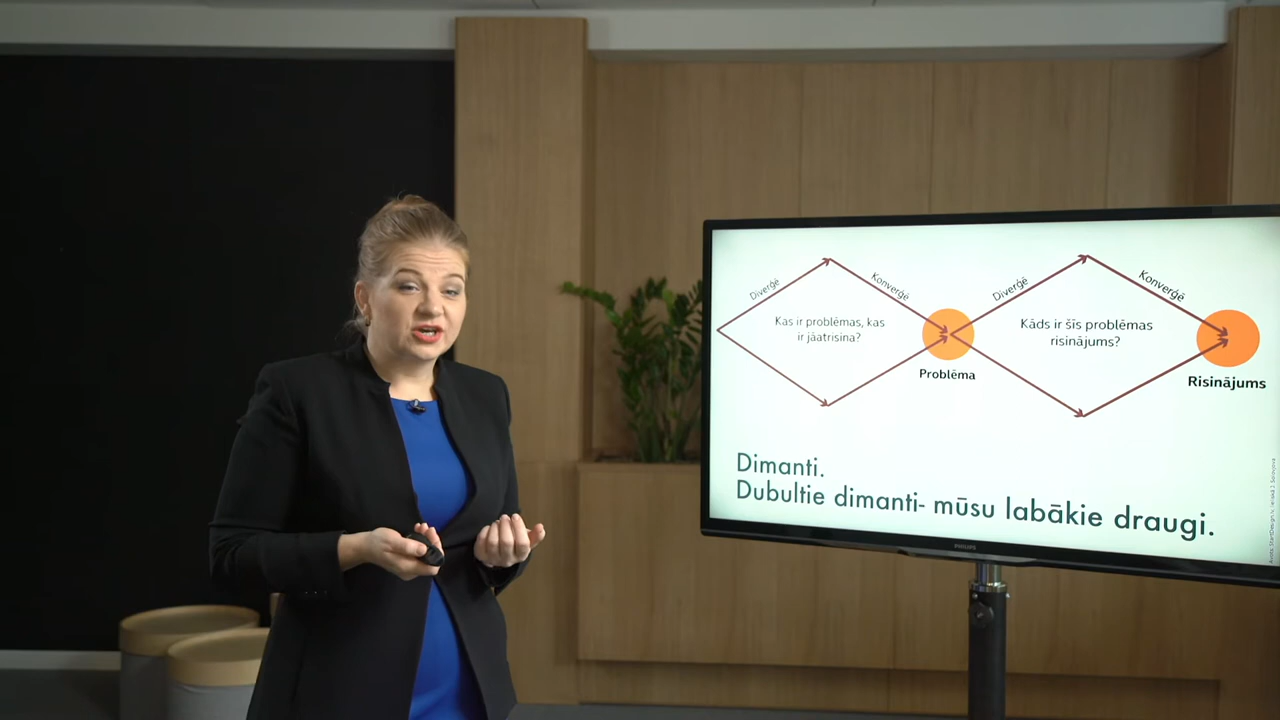 Diverģē
Konverģē
Diverģē
Konverģē
Kas ir problēmas, kas
ir jāatrisina?
Kāds ir šīs problēmas
risinājums?
Problēma
Risinājums
Dimanti.
Dubultie dimanti- mūsu labākie draugi.
PHILIPS